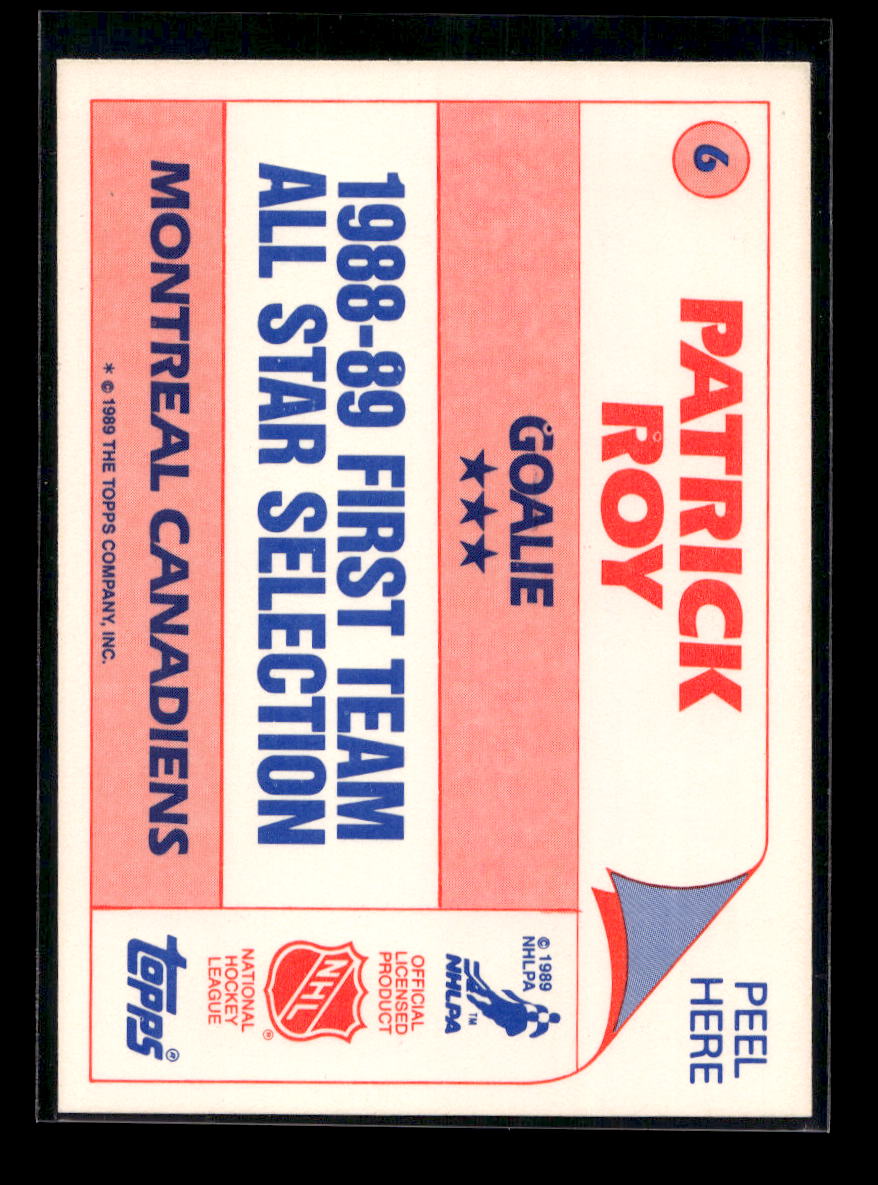 6
PATRICK
ROY
GOALIE
★★★
1988-89 FIRST TEAM
ALL STAR SELECTION
MONTREAL CANADIENS
* © 1989 THE TOPPS COMPANY, INC.
PEEL
HERE
© 1989
NHLPA
NHLPA™
OFFICIAL
LICENSED
PRODUCT
NHL
NATIONAL
HOCKEY
LEAGUE
®
topps®